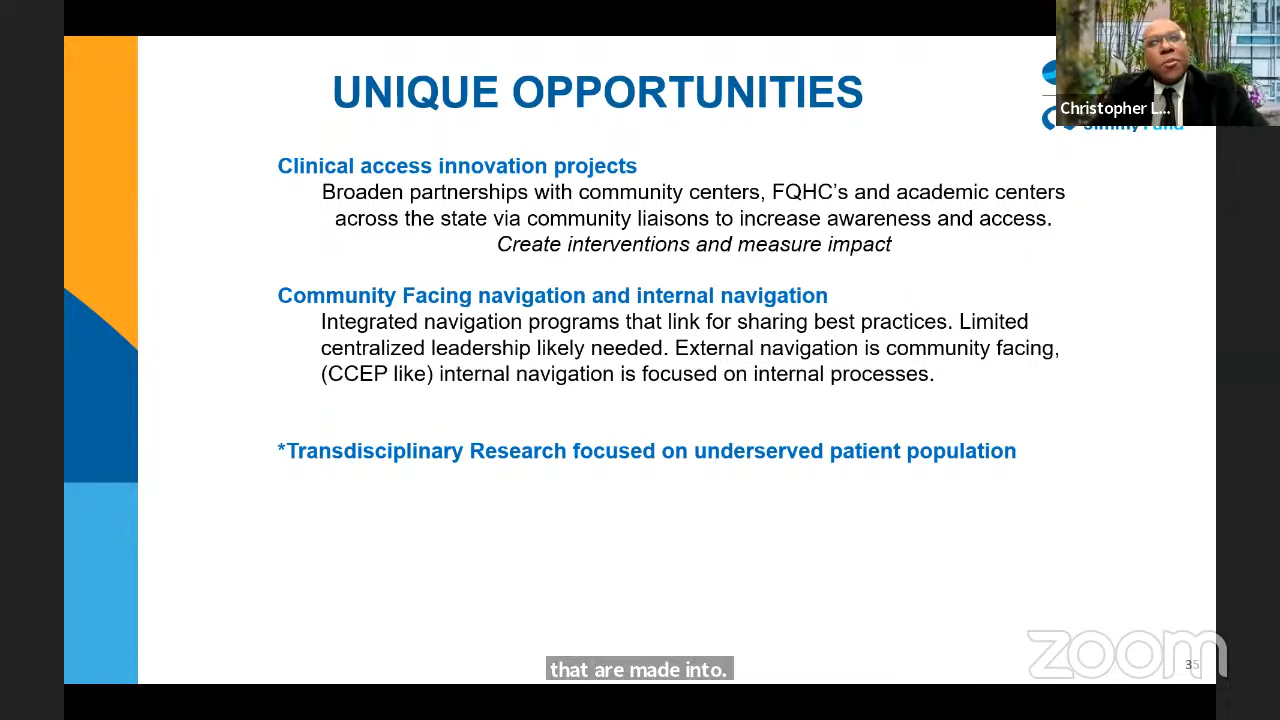 UNIQUE OPPORTUNITIES
Christopher L...
Jimmy Fund
Clinical access innovation projects
Broaden partnerships with community centers, FQHC's and academic centers
across the state via community liaisons to increase awareness and access.
Create interventions and measure impact
Community Facing navigation and internal navigation
Integrated navigation programs that link for sharing best practices. Limited
centralized leadership likely needed. External navigation is community facing,
(CCEP like) internal navigation is focused on internal processes.
*Transdisciplinary Research focused on underserved patient population
that are made into.
zoom
35